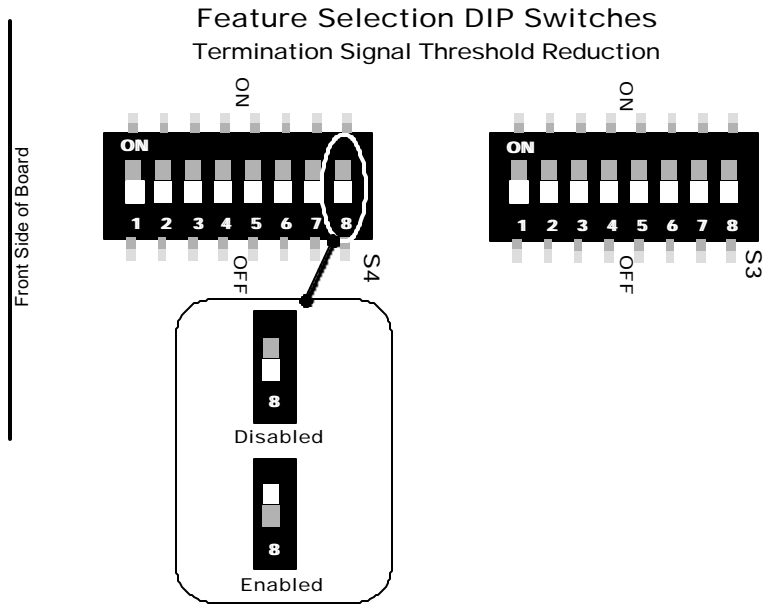 Feature Selection DIP Switches
Termination Signal Threshold Reduction
Front Side of Board
ON
ON
1 2 3 4 5 6 7 8
OFF
S4
ON
ON
1 2 3 4 5 6 7 8
OFF
S3
8
Disabled
8
Enabled